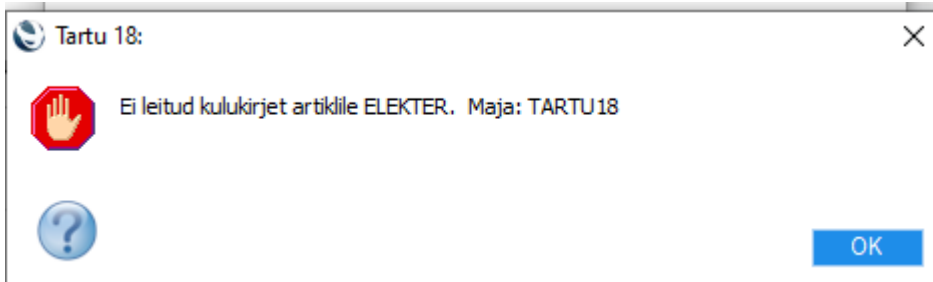 Tartu 18:
Ei leitud kulukirjet artiklile ELEKTER. Maja: TARTU18
OK